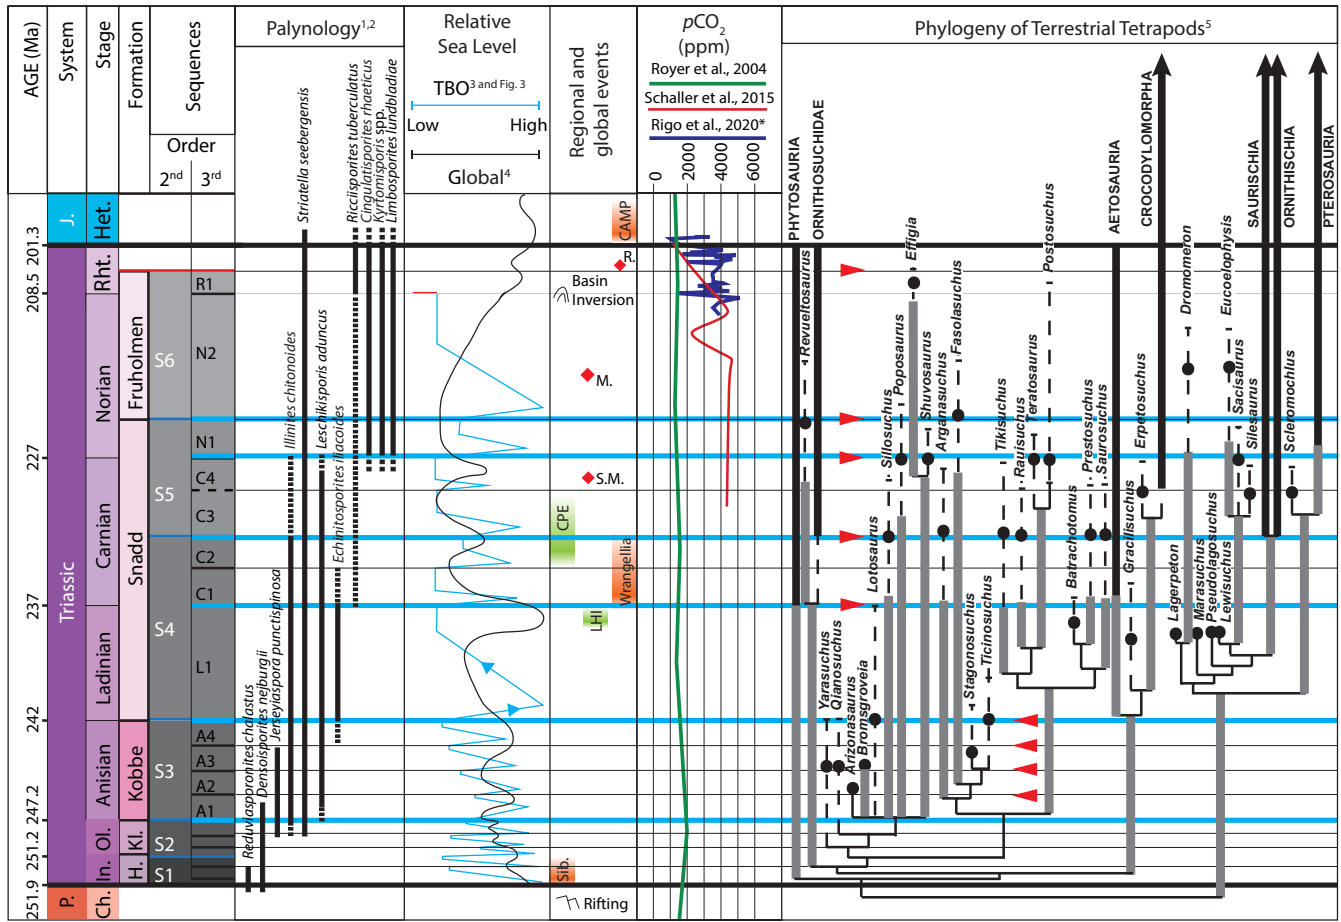 AGE (Ma)
System
Stage
Formation
Sequences
Order
2nd
3rd
Palynology1,2
Relative
Sea Level
TBO3 and Fig. 3
Low
High
Global4
Regional and
global events
pCO2
(ppm)
Royer et al., 2004
Schaller et al., 2015
Rigo et al., 2020*
0
2000
4000
6000
Phylogeny of Terrestrial Tetrapods5
201.3
208.5
227
237
242
247.2
251.2
251.9
J.
Triassic
P.
Het.
Rht.
Norian
Carnian
Ladinian
Anisian
Ol.
In.
Ch.
Fruholmen
Snadd
Kobbe
Kl.
H.
S6
S5
S4
S3
S2
S1
R1
N2
N1
C4
C3
C2
C1
L1
A4
A3
A2
A1
Reduviasporonites chalastus
Densoisporites nejburgii
Jerseyiaspora punctispinosa
Illinites chitonoides
Striatella seebergensis
Leschikisporis aduncus
Echinitosporites iliacoides
Ricciisporites tuberculatus
Cingulatisporites rhaeticus
Kyrtomisporis spp.
Limbosporites lundbladiae
CAMP
R.
Basin
Inversion
M.
S.M.
CPE
Wrangellia
LHI
Sib.
Rifting
PHYTOSAURIA
ORNITHOSUCHIDAE
AETOSAURIA
CROCODYLOMORPHA
SAURISCHIA
ORNITHISCHIA
PTEROSAURIA
Revueltosaurus
Effigia
Postosuchus
Poposaurus
Fasolasuchus
Sillosuchus
Shuvosaurus
Arganasuchus
Tikisuchus
Rauisuchus
Teratosaurus
Lotosaurus
Yarasuchus
Qianosuchus
Arizonasaurus
Bromsgroveia
Stagonosuchus
Ticinosuchus
Batrachotomus
Prestosuchus
Saurosuchus
Gracilisuchus
Erpetosuchus
Dromomeron
Eucoelophysis
Sacisaurus
Silesaurus
Scleromochlus
Lagerpeton
Marasuchus
Pseudolagosuchus
Lewisuchus